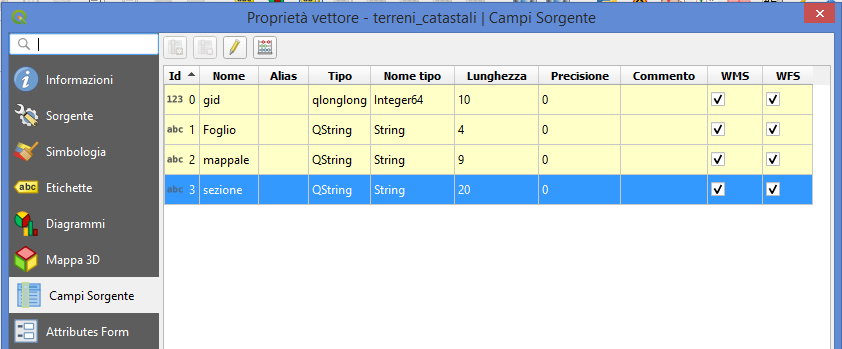 Proprietà vettore - terreni_catastali | Campi Sorgente
Informazioni
Sorgente
Simbologia
abc Etichette
Diagrammi
Mappa 3D
Campi Sorgente
Attributes Form
Id Nome Alias Tipo Nome tipo Lunghezza Precisione Commento WMS WFS
123 0 gid qlonglong Integer64 10 0
abc 1 Foglio QString String 4 0
abc 2 mappale QString String 9 0
abc 3 sezione QString String 20 0